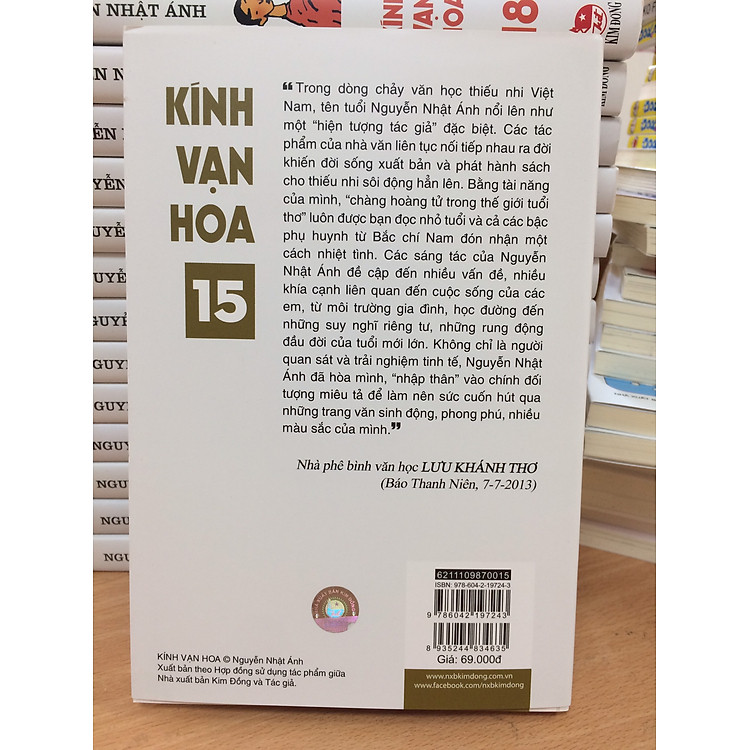 NHẬT ÁNH
KÍNH
VẠN
HOA
18
KIM ĐỒNG
KÍNH
VẠN
HOA
15
❝Trong dòng chảy văn học thiếu nhi Việt
Nam, tên tuổi Nguyễn Nhật Ánh nổi lên như
một “hiện tượng tác giả” đặc biệt. Các tác
phẩm của nhà văn liên tục nối tiếp nhau ra đời
khiến đời sống xuất bản và phát hành sách
cho thiếu nhi sôi động hẳn lên. Bằng tài năng
của mình, “chàng hoàng tử trong thế giới tuổi
thơ” luôn được bạn đọc nhỏ tuổi và cả các bậc
phụ huynh từ Bắc chí Nam đón nhận một
cách nhiệt tình. Các sáng tác của Nguyễn
Nhật Ánh đề cập đến nhiều vấn đề, nhiều
khía cạnh liên quan đến cuộc sống của các
em, từ môi trường gia đình, học đường đến
những suy nghĩ riêng tư, những rung động
đầu đời của tuổi mới lớn. Không chỉ là người
quan sát và trải nghiệm tinh tế, Nguyễn Nhật
Ánh đã hòa mình, “nhập thân” vào chính đối
tượng miêu tả để làm nên sức cuốn hút qua
những trang văn sinh động, phong phú, nhiều
màu sắc của mình.❞
Nhà phê bình văn học LƯU KHÁNH THƠ
(Báo Thanh Niên, 7-7-2013)
6211109870015
ISBN: 978-604-2-19724-3
9 786042 197243
8 935244 834635
Giá: 69.000đ
www.nxbkimdong.com.vn
www.facebook.com/nxbkimdong
KÍNH VẠN HOA © Nguyễn Nhật Ánh
Xuất bản theo Hợp đồng sử dụng tác phẩm giữa
Nhà xuất bản Kim Đồng và Tác giả.